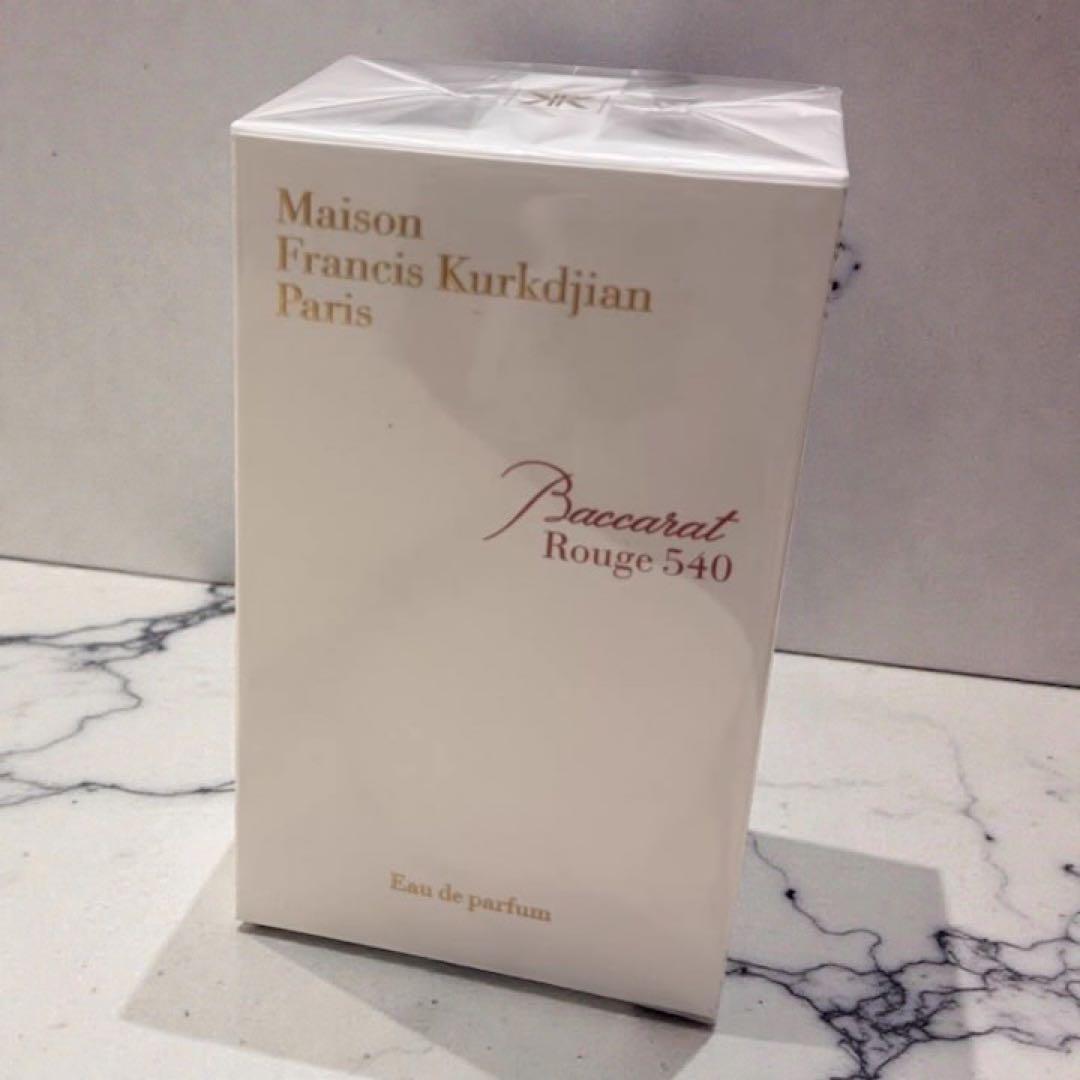 Maison
Francis Kurkdjian
Paris
Baccarat
Rouge 540
Eau de parfum